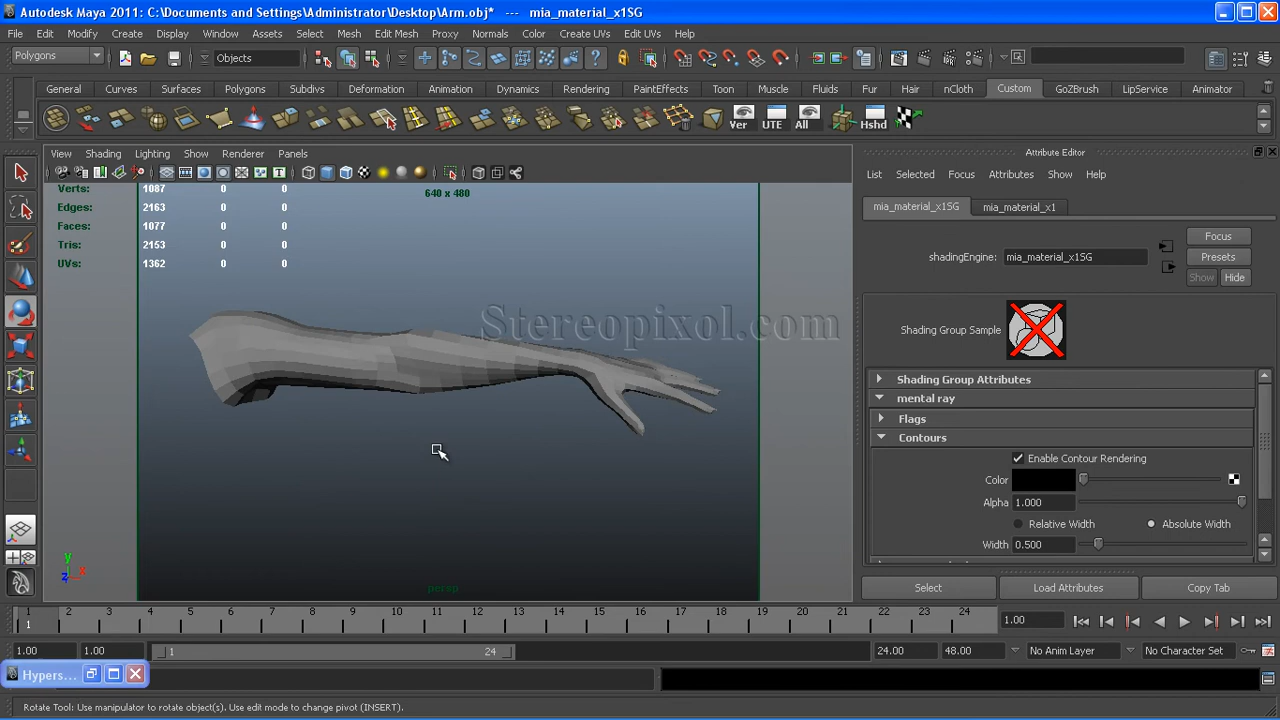 Autodesk Maya 2011: C:\Documents and Settings\Administrator\Desktop\Arm.obj* --- mia_material_x1SG
File Edit Modify Create Display Window Assets Select Mesh Edit Mesh Proxy Normals Color Create UVs Edit UVs Help
Polygons Objects
General Curves Surfaces Polygons Subdivs Deformation Animation Dynamics Rendering PaintEffects Toon Muscle Fluids Fur Hair nCloth Custom GoZBrush LipService Animator
Ver UTE All Hshd
View Shading Lighting Show Renderer Panels
Attribute Editor
List Selected Focus Attributes Show Help
Verts: 1087 0 0
640 x 480
Edges: 2163 0 0
Faces: 1077 0 0
Tris: 2153 0 0
UVs: 1362 0 0
mia_material_x1SG mia_material_x1
Focus
shadingEngine: mia_material_x1SG
Presets
Show Hide
Stereopixol.com
Shading Group Sample
Shading Group Attributes
mental ray
Flags
Contours
Enable Contour Rendering
Color
Alpha 1.000
Relative Width Absolute Width
Width 0.500
y
z x
persp
Select Load Attributes Copy Tab
1 2 3 4 5 6 7 8 9 10 11 12 13 14 15 16 17 18 19 20 21 22 23 24
1
1.00
1.00 1.00 1 24 24.00 48.00 No Anim Layer No Character Set
Hypers...
Rotate Tool: Use manipulator to rotate object(s). Use edit mode to change pivot (INSERT).